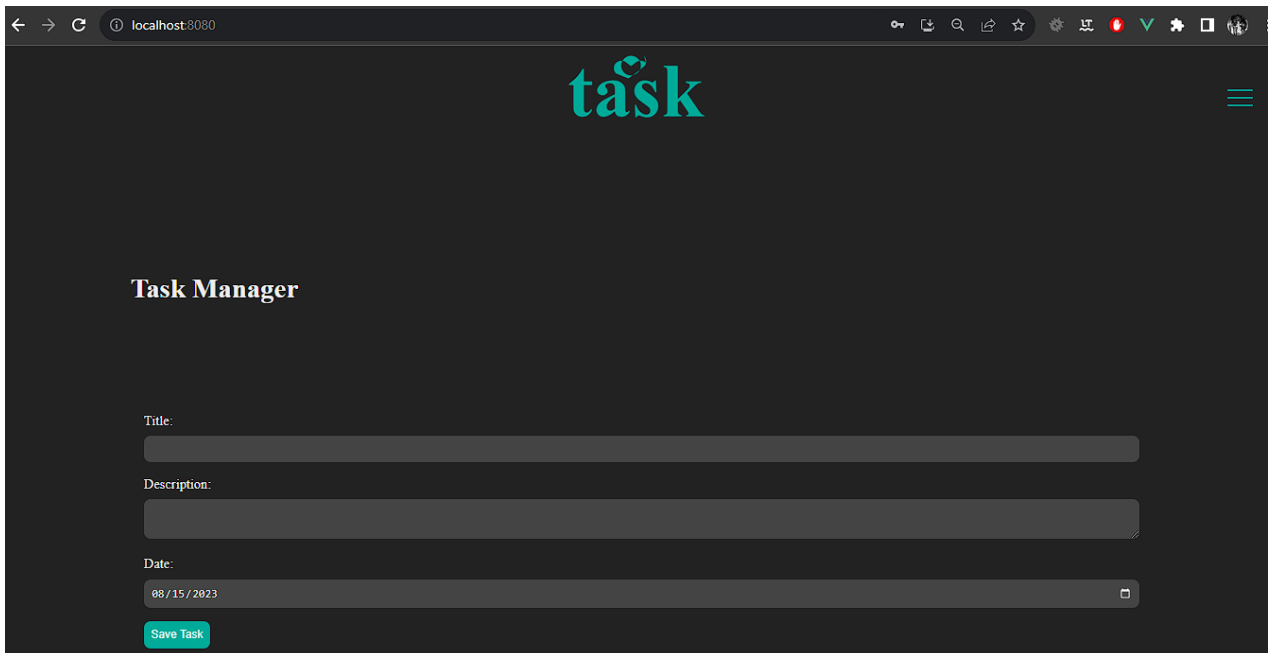 localhost:8080
task
Task Manager
Title:
Description:
Date:
08/15/2023
Save Task